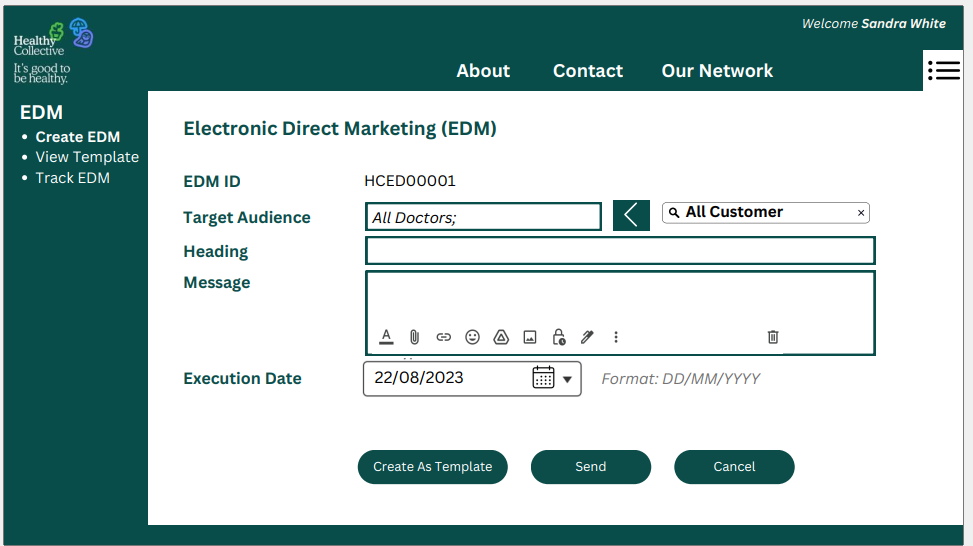 Welcome Sandra White
Healthy
Collective
It's good to
be healthy.
About Contact Our Network
EDM
• Create EDM
• View Template
• Track EDM
Electronic Direct Marketing (EDM)
EDM ID HCED00001
Target Audience All Doctors; All Customer ×
Heading
Message
A
Execution Date 22/08/2023 Format: DD/MM/YYYY
Create As Template Send Cancel